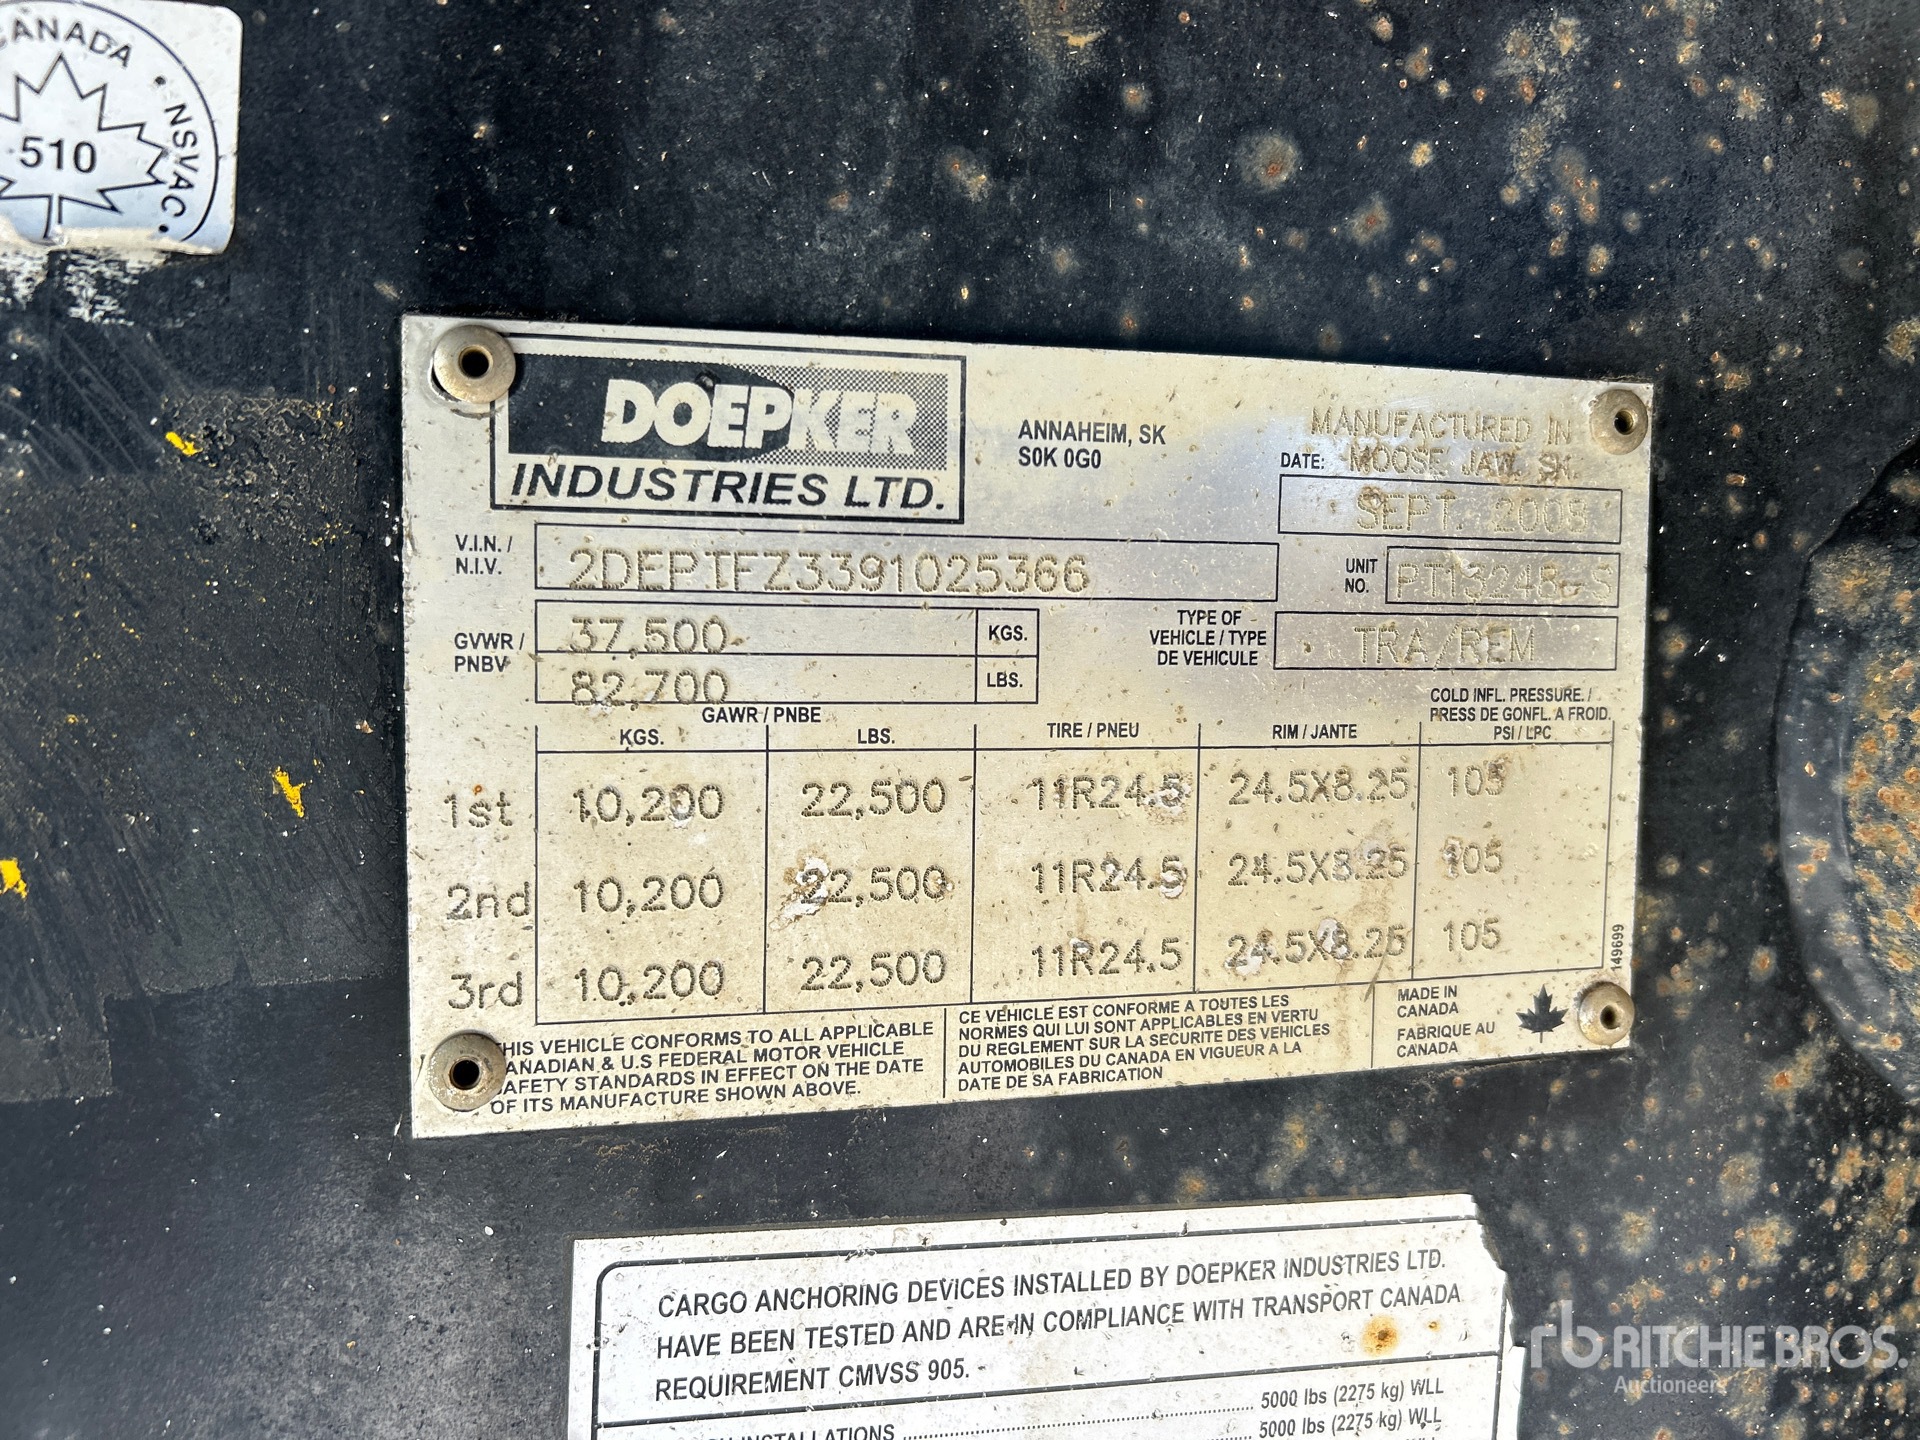 CANADA • NSVAC •
510
DOEPKER
INDUSTRIES LTD.
ANNAHEIM, SK
S0K 0G0
MANUFACTURED IN
DATE: MOOSE JAW, SK.
SEPT. 2008
V.I.N. /
N.I.V.
2DEPTFZ3391025366
UNIT
NO.
PT13248-S
GVWR /
PNBV
37,500 KGS.
82,700 LBS.
TYPE OF
VEHICLE / TYPE
DE VEHICULE
TRA/REM
GAWR / PNBE
COLD INFL. PRESSURE. /
PRESS DE GONFL. A FROID.
KGS. LBS. TIRE / PNEU RIM / JANTE PSI / LPC
1st 10,200 22,500 11R24.5 24.5X8.25 105
2nd 10,200 22,500 11R24.5 24.5X8.25 105
3rd 10,200 22,500 11R24.5 24.5X8.25 105
149699
THIS VEHICLE CONFORMS TO ALL APPLICABLE
CANADIAN & U.S FEDERAL MOTOR VEHICLE
SAFETY STANDARDS IN EFFECT ON THE DATE
OF ITS MANUFACTURE SHOWN ABOVE.
CE VEHICLE EST CONFORME A TOUTES LES
NORMES QUI LUI SONT APPLICABLES EN VERTU
DU REGLEMENT SUR LA SECURITE DES VEHICLES
AUTOMOBILES DU CANADA EN VIGUEUR A LA
DATE DE SA FABRICATION
MADE IN
CANADA
FABRIQUE AU
CANADA
CARGO ANCHORING DEVICES INSTALLED BY DOEPKER INDUSTRIES LTD.
HAVE BEEN TESTED AND ARE IN COMPLIANCE WITH TRANSPORT CANADA
REQUIREMENT CMVSS 905.
5000 lbs (2275 kg) WLL
INSTALLATIONS 5000 lbs (2275 kg) WLL
rb RITCHIE BROS.
Auctioneers